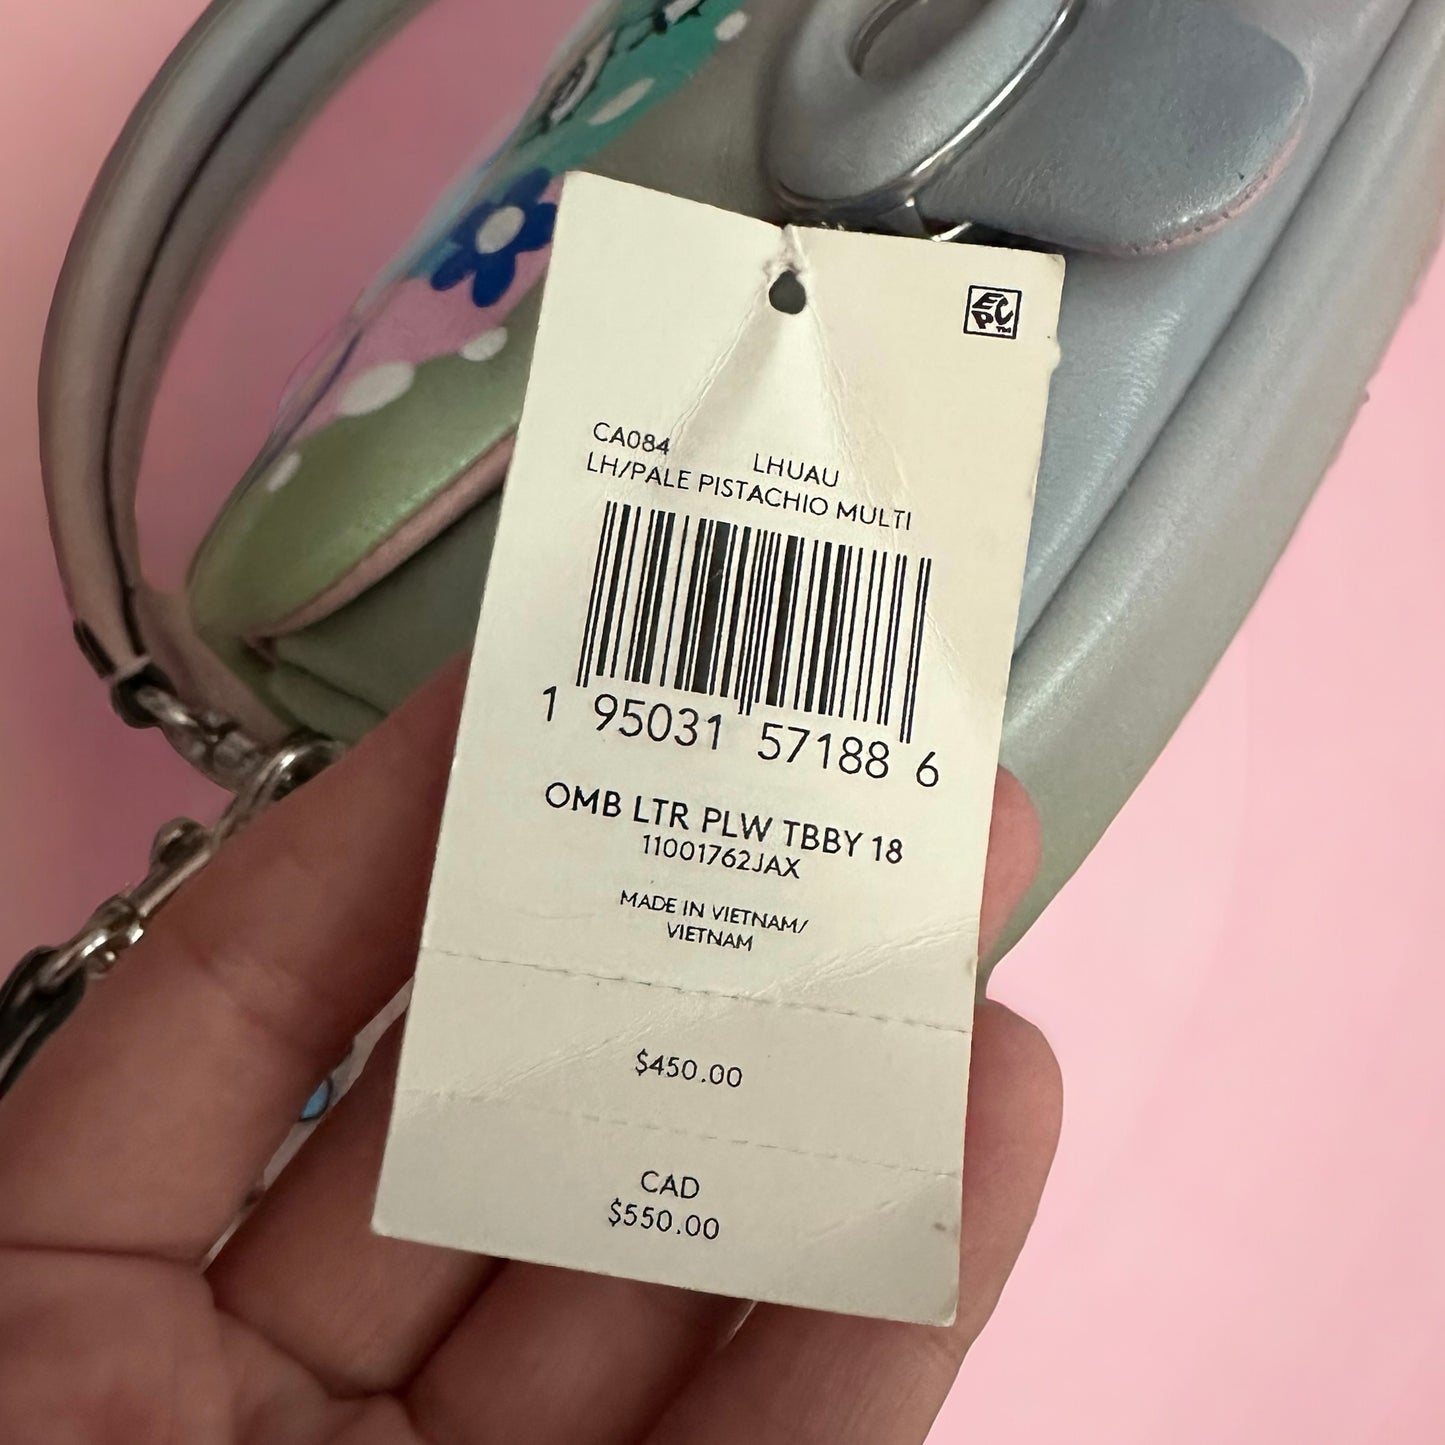 EPC™
CA084 LHUAU
LH/PALE PISTACHIO MULTI
1 95031 57188 6
OMB LTR PLW TBBY 18
11001762JAX
MADE IN VIETNAM/
VIETNAM
$450.00
CAD
$550.00